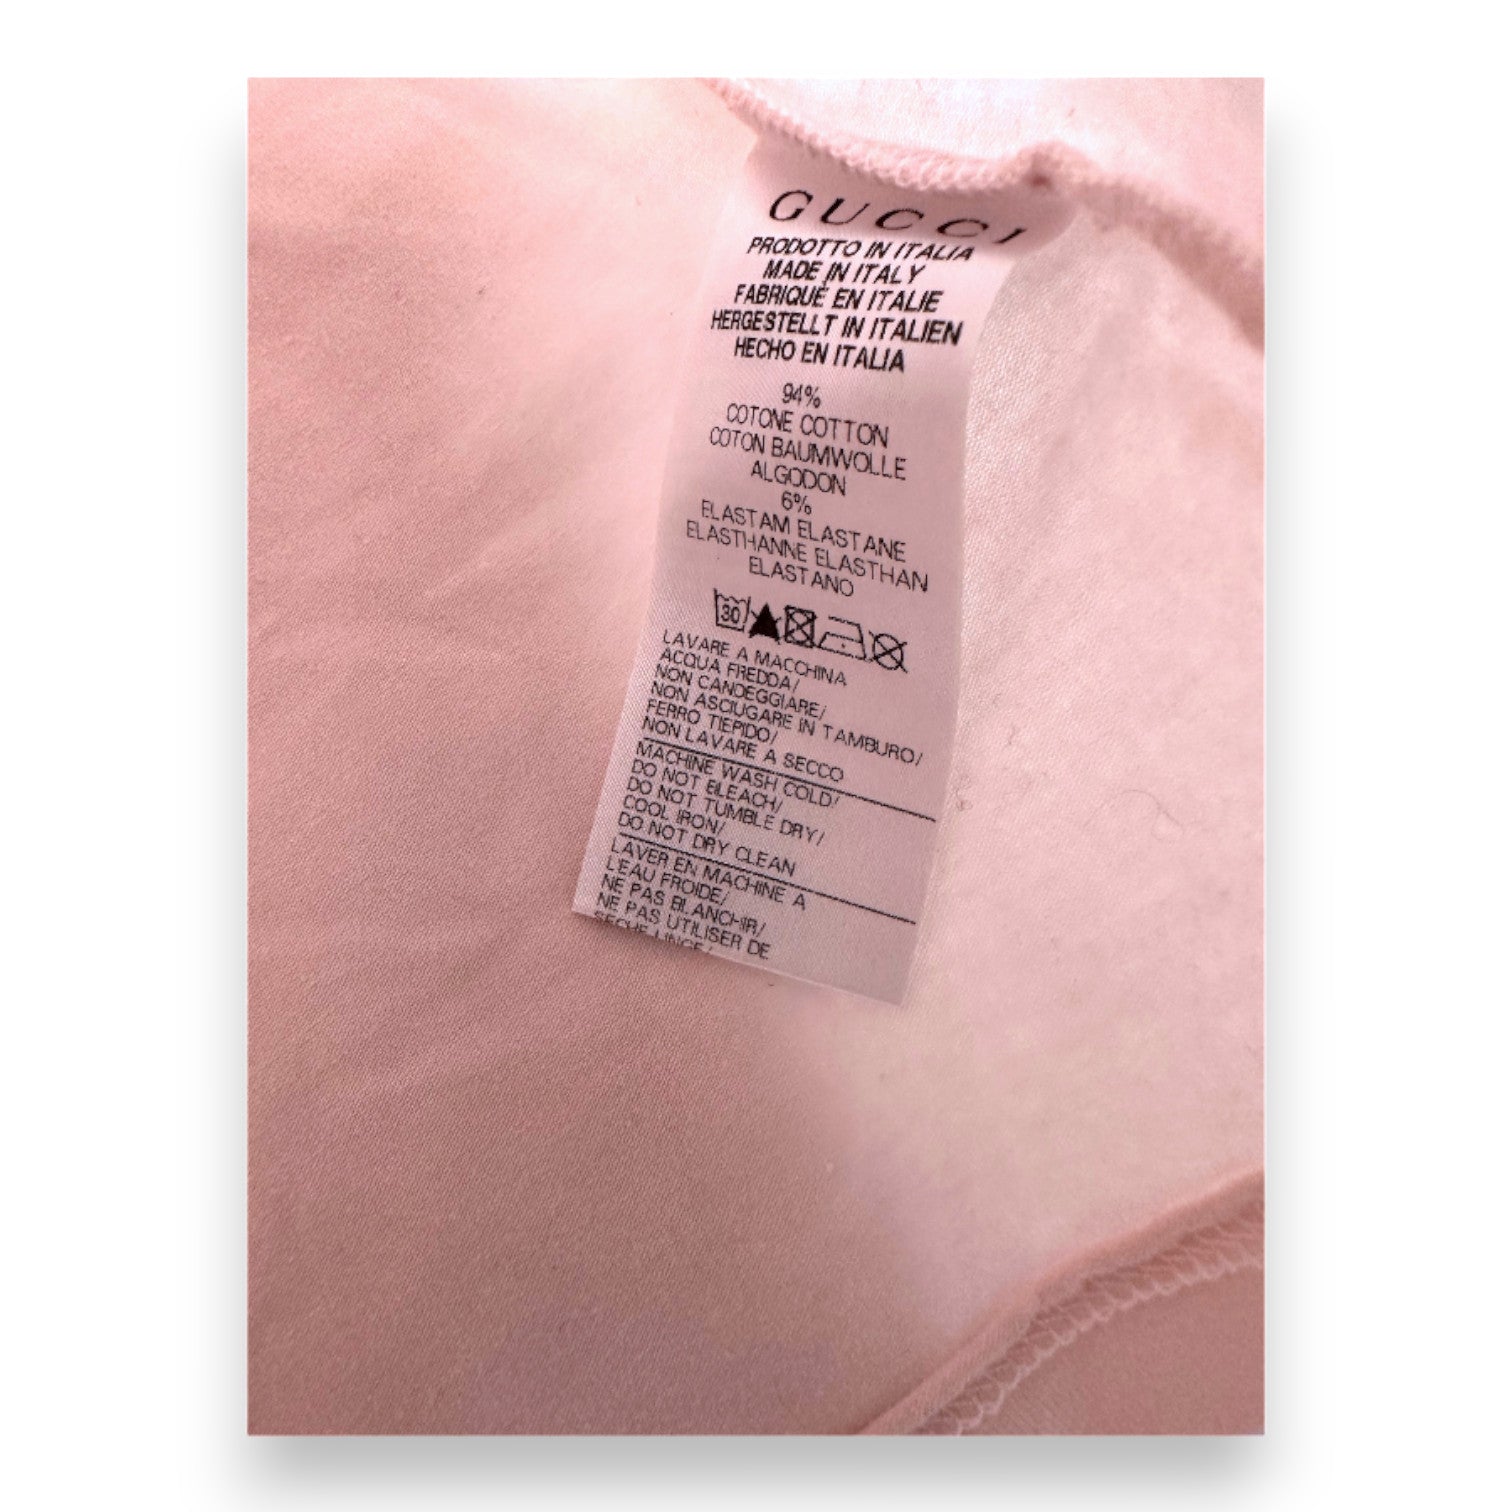 GUCCI
PRODOTTO IN ITALIA
MADE IN ITALY
FABRIQUÉ EN ITALIE
HERGESTELLT IN ITALIEN
HECHO EN ITALIA
94%
COTONE COTTON
COTON BAUMWOLLE
ALGODON
6%
ELASTAM ELASTANE
ELASTHANNE ELASTHAN
ELASTANO
30
LAVARE A MACCHINA
ACQUA FREDDA/
NON CANDEGGIARE/
NON ASCIUGARE IN TAMBURO/
FERRO TIEPIDO/
NON LAVARE A SECCO
MACHINE WASH COLD/
DO NOT BLEACH/
DO NOT TUMBLE DRY/
COOL IRON/
DO NOT DRY CLEAN
LAVER EN MACHINE A
L'EAU FROIDE/
NE PAS BLANCHIR/
NE PAS UTILISER DE
SECHE-LINGE/